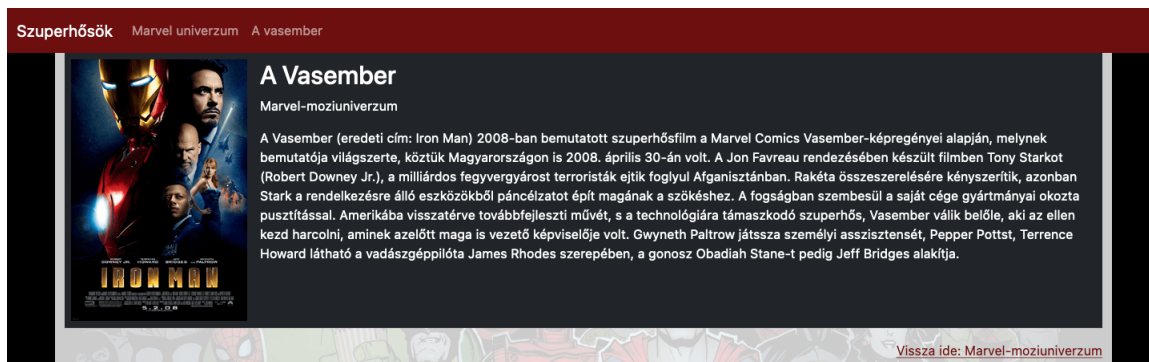 Szuperhősök Marvel univerzum A vasember
A Vasember
Marvel-moziuniverzum
A Vasember (eredeti cím: Iron Man) 2008-ban bemutatott szuperhősfilm a Marvel Comics Vasember-képregényei alapján, melynek
bemutatója világszerte, köztük Magyarországon is 2008. április 30-án volt. A Jon Favreau rendezésében készült filmben Tony Starkot
(Robert Downey Jr.), a milliárdos fegyvergyárost terroristák ejtik foglyul Afganisztánban. Rakéta összeszerelésére kényszerítik, azonban
Stark a rendelkezésre álló eszközökből páncélzatot épít magának a szökéshez. A fogságban szembesül a saját cége gyártmányai okozta
pusztítással. Amerikába visszatérve továbbfejleszti művét, s a technológiára támaszkodó szuperhős, Vasember válik belőle, aki az ellen
kezd harcolni, aminek azelőtt maga is vezető képviselője volt. Gwyneth Paltrow játssza személyi asszisztensét, Pepper Pottst, Terrence
Howard látható a vadászgéppilóta James Rhodes szerepében, a gonosz Obadiah Stane-t pedig Jeff Bridges alakítja.
IRON MAN
5.2.08
Vissza ide: Marvel-moziuniverzum